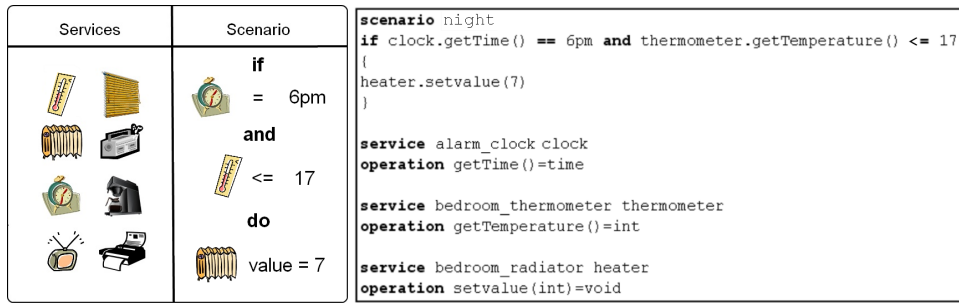 Services
Scenario
if
= 6pm
and
<= 17
do
value = 7
scenario night
if clock.getTime() == 6pm and thermometer.getTemperature() <= 17
{
heater.setvalue(7)
}
service alarm_clock clock
operation getTime()=time
service bedroom_thermometer thermometer
operation getTemperature()=int
service bedroom_radiator heater
operation setvalue(int)=void